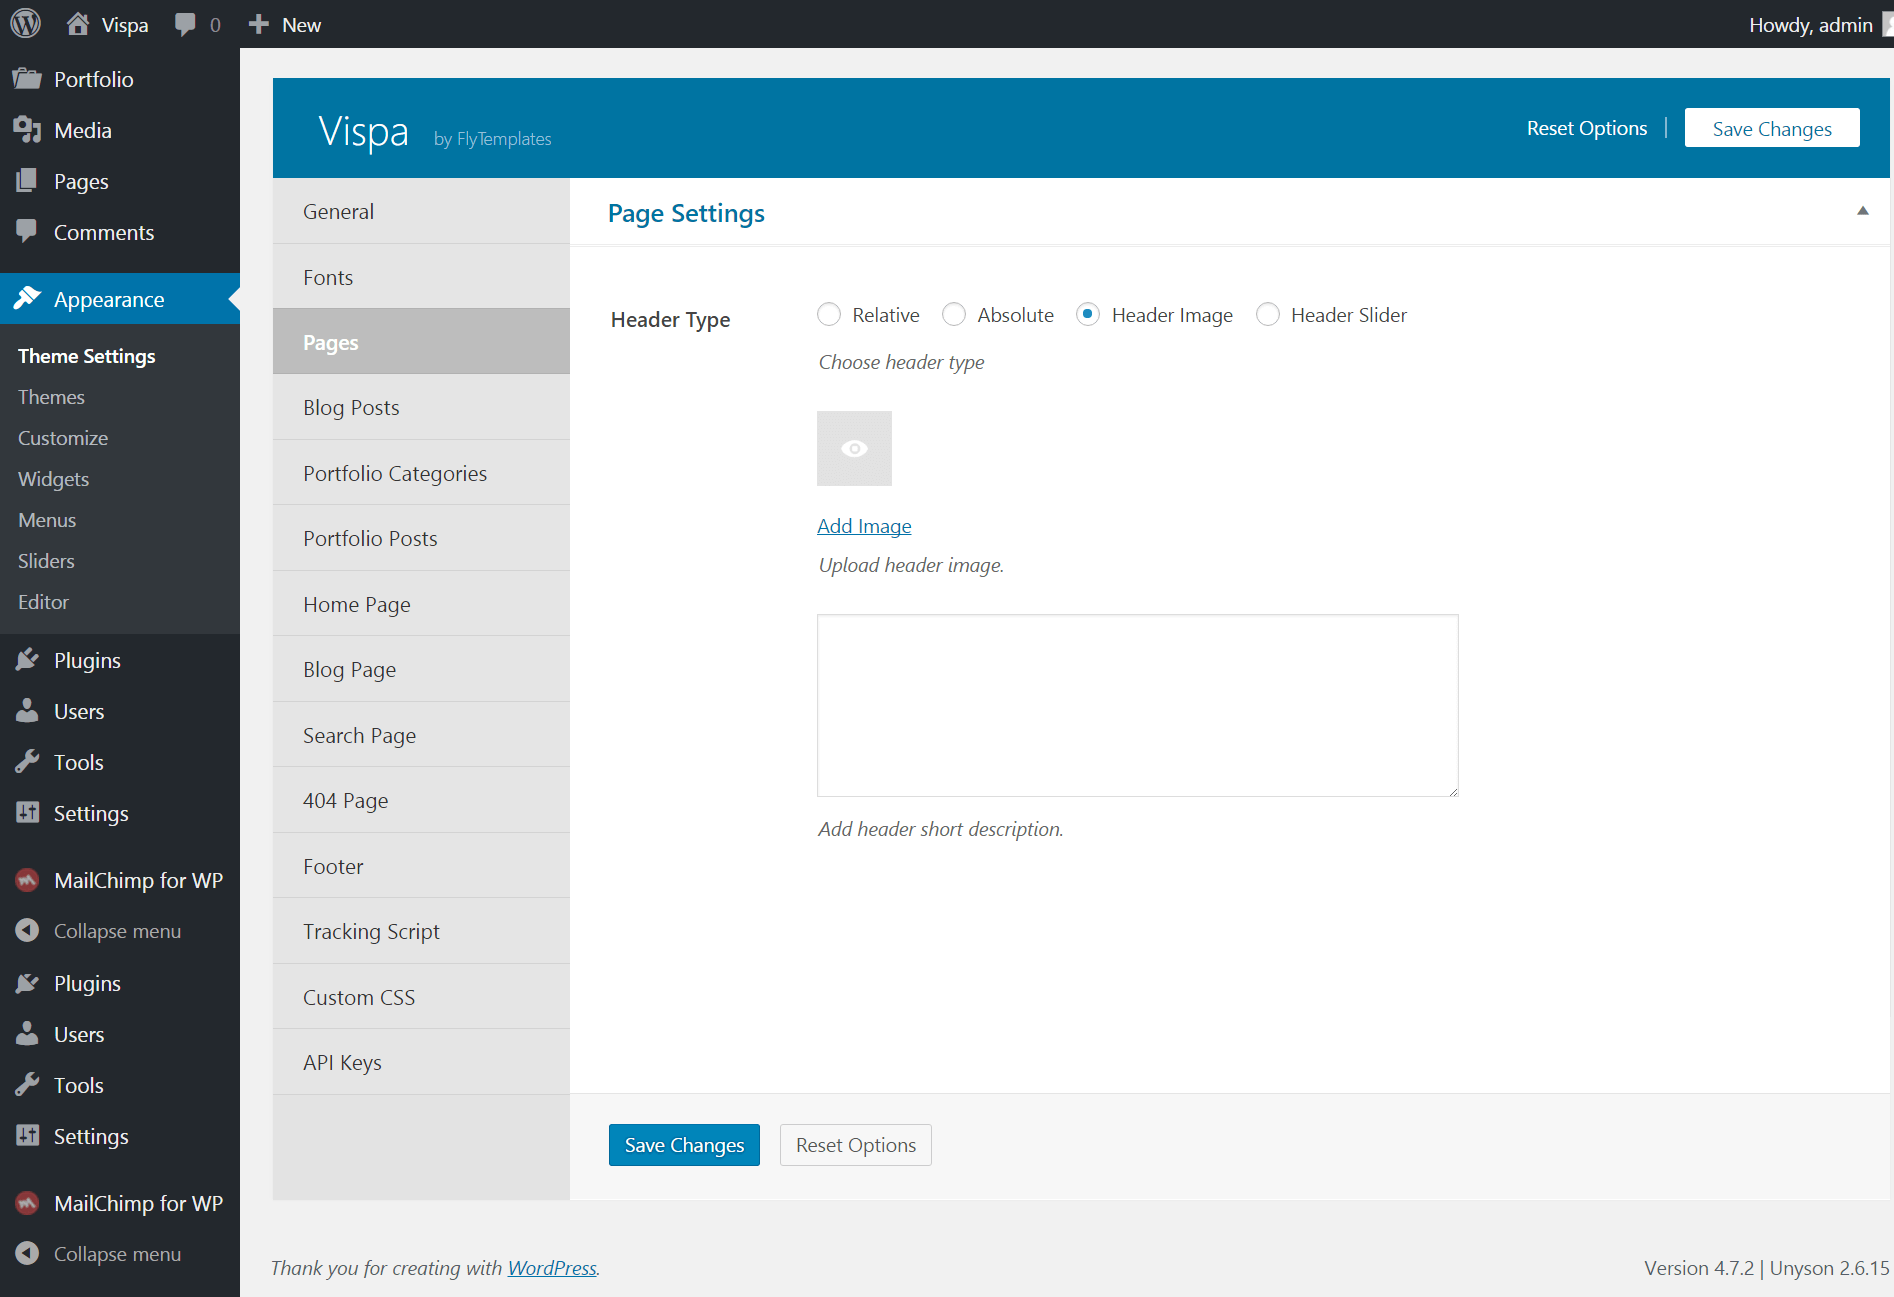 Vispa 0 New Howdy, admin
Portfolio
Media
Pages
Comments
Appearance
Theme Settings
Themes
Customize
Widgets
Menus
Sliders
Editor
Plugins
Users
Tools
Settings
MailChimp for WP
Collapse menu
Plugins
Users
Tools
Settings
MailChimp for WP
Collapse menu
Vispa by FlyTemplates
Reset Options Save Changes
General
Fonts
Pages
Blog Posts
Portfolio Categories
Portfolio Posts
Home Page
Blog Page
Search Page
404 Page
Footer
Tracking Script
Custom CSS
API Keys
Page Settings
Header Type Relative Absolute Header Image Header Slider
Choose header type
Add Image
Upload header image.
Add header short description.
Save Changes Reset Options
Thank you for creating with WordPress. Version 4.7.2 | Unyson 2.6.15